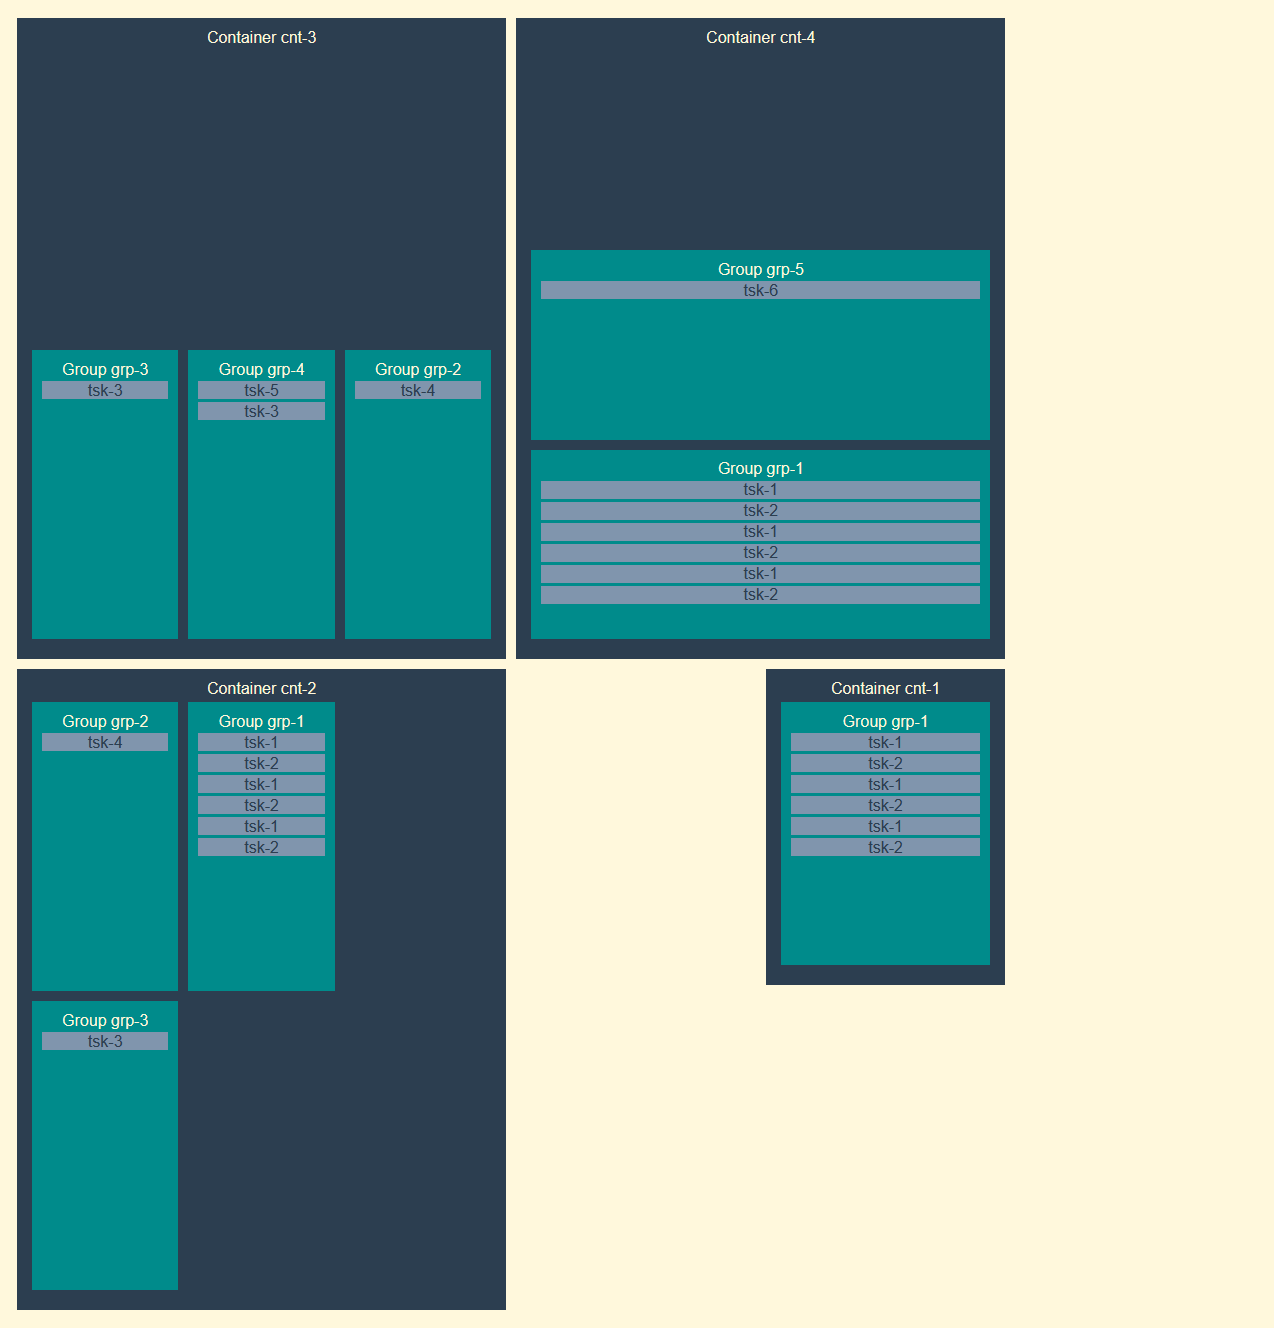 Container cnt-3
Group grp-3
tsk-3
Group grp-4
tsk-5
tsk-3
Group grp-2
tsk-4
Container cnt-4
Group grp-5
tsk-6
Group grp-1
tsk-1
tsk-2
tsk-1
tsk-2
tsk-1
tsk-2
Container cnt-2
Group grp-2
tsk-4
Group grp-1
tsk-1
tsk-2
tsk-1
tsk-2
tsk-1
tsk-2
Group grp-3
tsk-3
Container cnt-1
Group grp-1
tsk-1
tsk-2
tsk-1
tsk-2
tsk-1
tsk-2